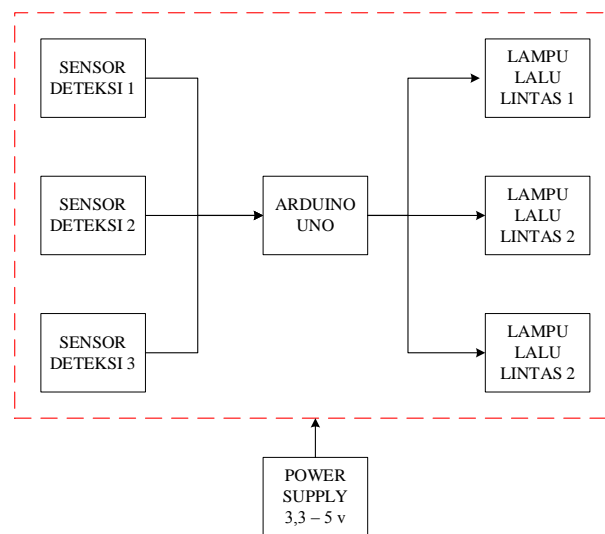 SENSOR
DETEKSI 1
SENSOR
DETEKSI 2
SENSOR
DETEKSI 3
ARDUINO
UNO
LAMPU
LALU
LINTAS 1
LAMPU
LALU
LINTAS 2
LAMPU
LALU
LINTAS 2
POWER
SUPPLY
3,3 – 5 v